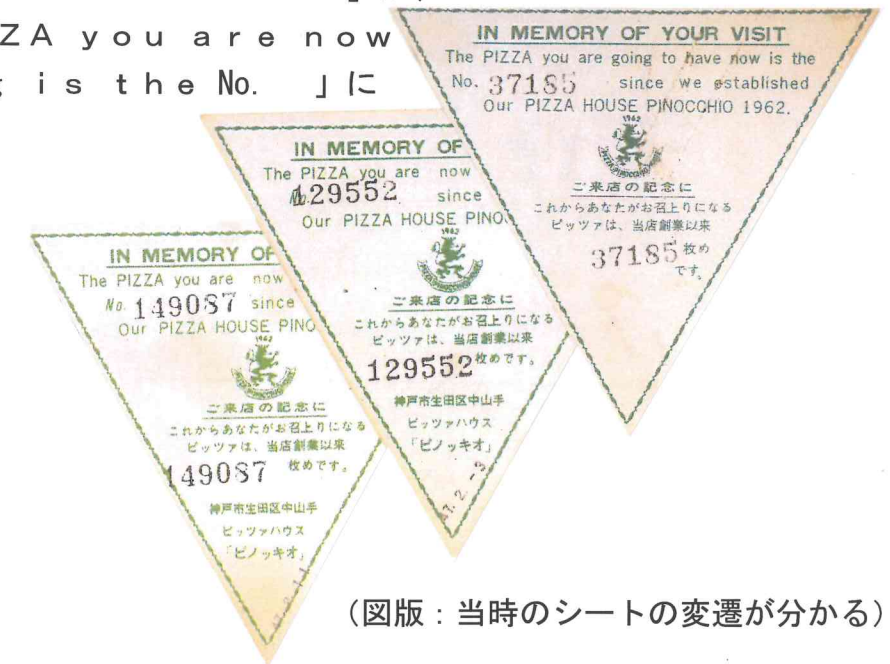 ZA you are now
is the No. 」に
IN MEMORY OF YOUR VISIT
The PIZZA you are going to have now is the
No. 37185 since we established
Our PIZZA HOUSE PINOCCHIO 1962.
1962
ご来店の記念に
これからあなたがお召上りになる
ピッツァは、当店創業以来
37185 枚め
です。
IN MEMORY OF
The PIZZA you are now
No. 129552 since
Our PIZZA HOUSE PINO
1962
ご来店の記念に
これからあなたがお召上りになる
ピッツァは、当店創業以来
129552 枚めです。
神戸市生田区中山手
ピッツァハウス
「ピノッキオ」
47. 2. -3
IN MEMORY OF
The PIZZA you are now
No. 149087 since
Our PIZZA HOUSE PINO
1962
ご来店の記念に
これからあなたがお召上りになる
ピッツァは、当店創業以来
149087 枚めです。
神戸市生田区中山手
ピッツァハウス
「ピノッキオ」
(図版:当時のシートの変遷が分かる)